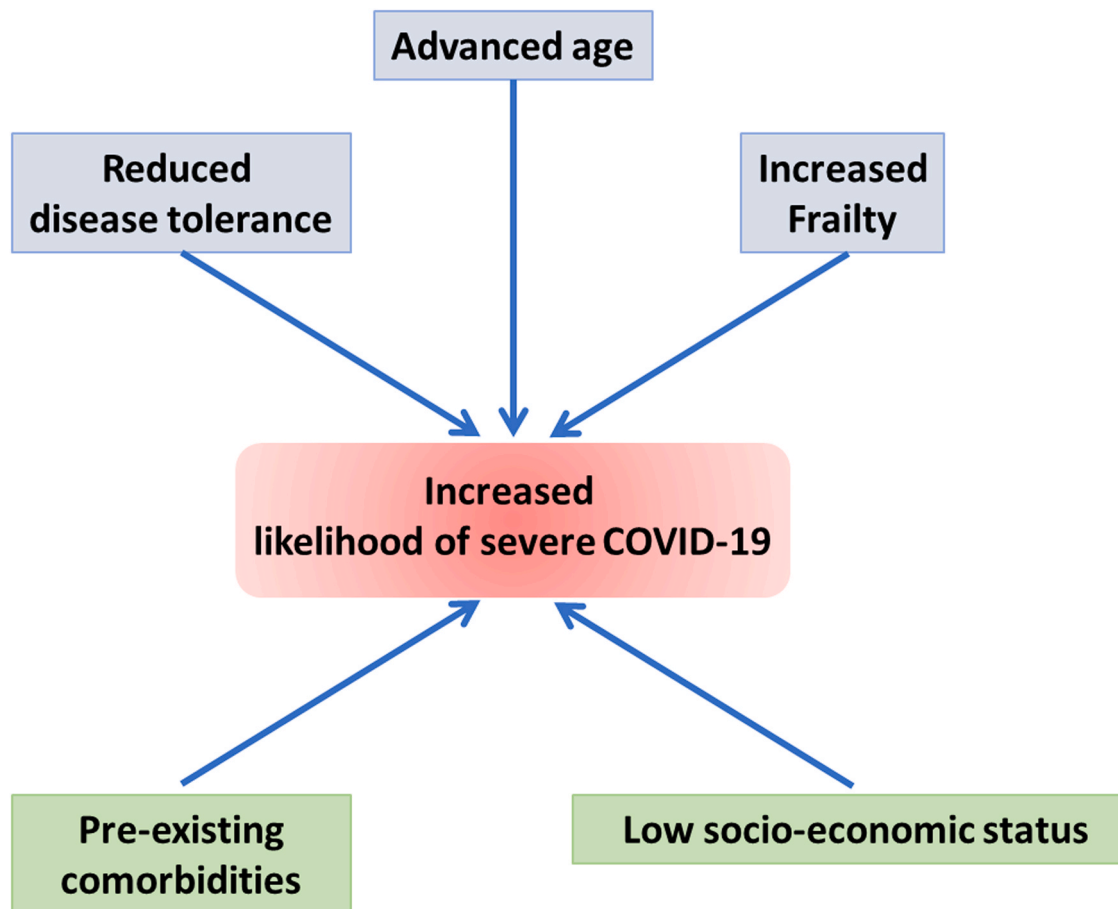 Advanced age
Reduced
disease tolerance
Increased
Frailty
Increased
likelihood of severe COVID-19
Pre-existing
comorbidities
Low socio-economic status